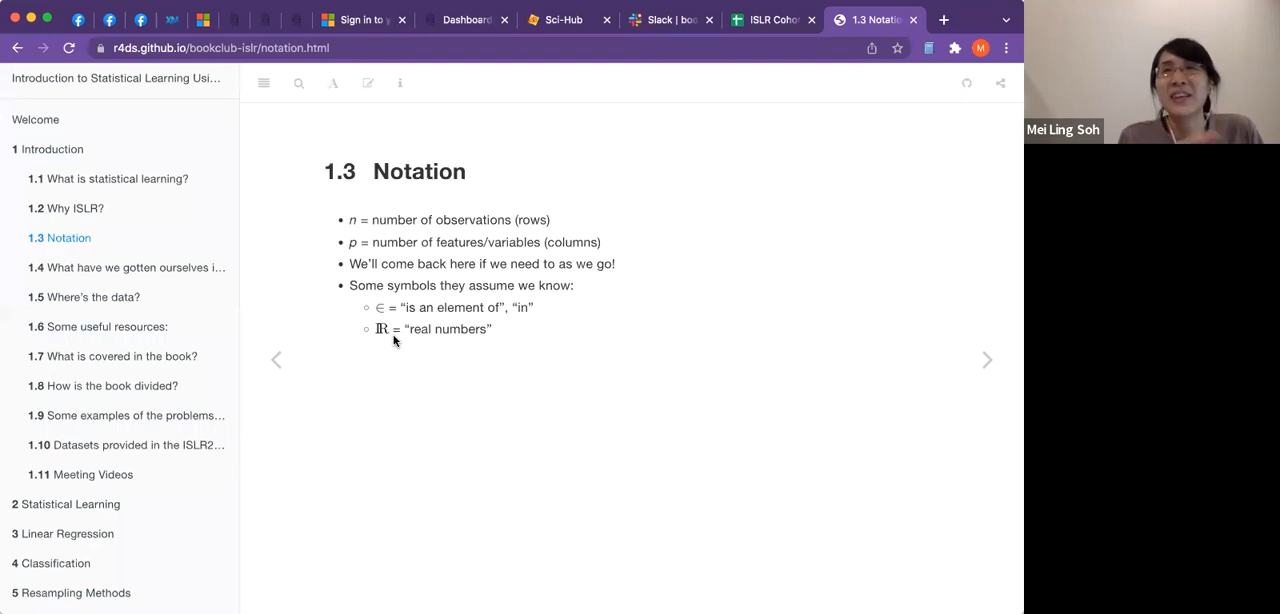 Sign in to y
Dashboard
Sci-Hub
Slack | boo
ISLR Coho
1.3 Notatio
M
r4ds.github.io/bookclub-islr/notation.html
Introduction to Statistical Learning Usi…
Welcome
1 Introduction
1.1 What is statistical learning?
1.2 Why ISLR?
1.3 Notation
1.4 What have we gotten ourselves i…
1.5 Where's the data?
1.6 Some useful resources:
1.7 What is covered in the book?
1.8 How is the book divided?
1.9 Some examples of the problems…
1.10 Datasets provided in the ISLR2…
1.11 Meeting Videos
2 Statistical Learning
3 Linear Regression
4 Classification
5 Resampling Methods
1.3 Notation
• n = number of observations (rows)
• p = number of features/variables (columns)
• We'll come back here if we need to as we go!
• Some symbols they assume we know:
◦ ∈ = “is an element of”, “in”
◦ ℝ = “real numbers”
Mei Ling Soh